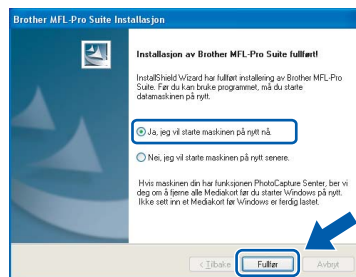 Brother MFL-Pro Suite Installasjon
Installasjon av Brother MFL-Pro Suite fullført!
InstallShield Wizard har fullført installering av Brother MFL-Pro
Suite. Før du kan bruke programmet, må du starte
datamaskinen på nytt.
Ja, jeg vil starte maskinen på nytt nå.
Nei, jeg vil starte maskinen på nytt senere.
Hvis maskinen din har funksjonen PhotoCapture Senter, ber vi
deg om å fjerne alle Mediakort før du starter Windows på nytt.
Ikke sett inn et Mediakort før Windows er ferdig lastet.
< Tilbake
Fullfør
Avbryt